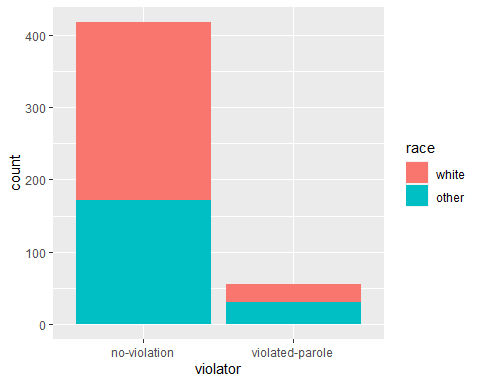 400
300
200
100
0
count
no-violation
violated-parole
violator
race
white
other